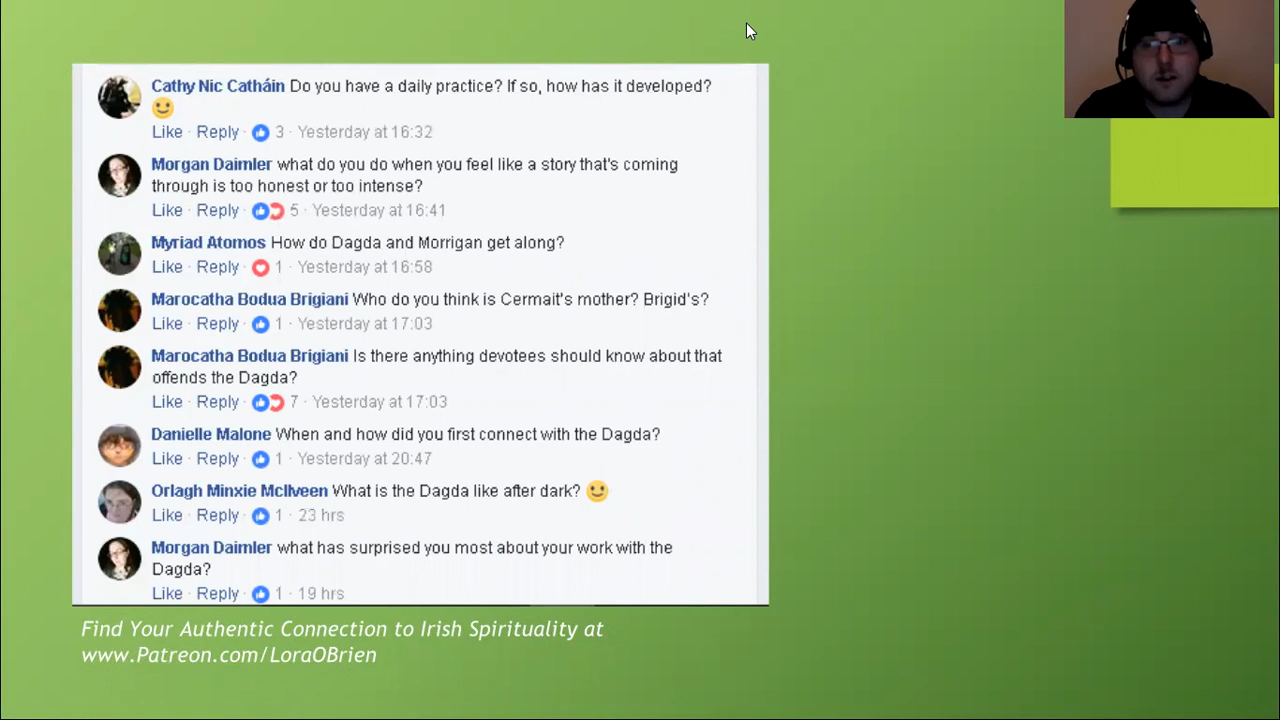 Cathy Nic Catháin Do you have a daily practice? If so, how has it developed?
Like · Reply · 3 · Yesterday at 16:32
Morgan Daimler what do you do when you feel like a story that's coming
through is too honest or too intense?
Like · Reply · 5 · Yesterday at 16:41
Myriad Atomos How do Dagda and Morrigan get along?
Like · Reply · 1 · Yesterday at 16:58
Marocatha Bodua Brigiani Who do you think is Cermait's mother? Brigid's?
Like · Reply · 1 · Yesterday at 17:03
Marocatha Bodua Brigiani Is there anything devotees should know about that
offends the Dagda?
Like · Reply · 7 · Yesterday at 17:03
Danielle Malone When and how did you first connect with the Dagda?
Like · Reply · 1 · Yesterday at 20:47
Orlagh Minxie McIlveen What is the Dagda like after dark?
Like · Reply · 1 · 23 hrs
Morgan Daimler what has surprised you most about your work with the
Dagda?
Like · Reply · 1 · 19 hrs
Find Your Authentic Connection to Irish Spirituality at
www.Patreon.com/LoraOBrien